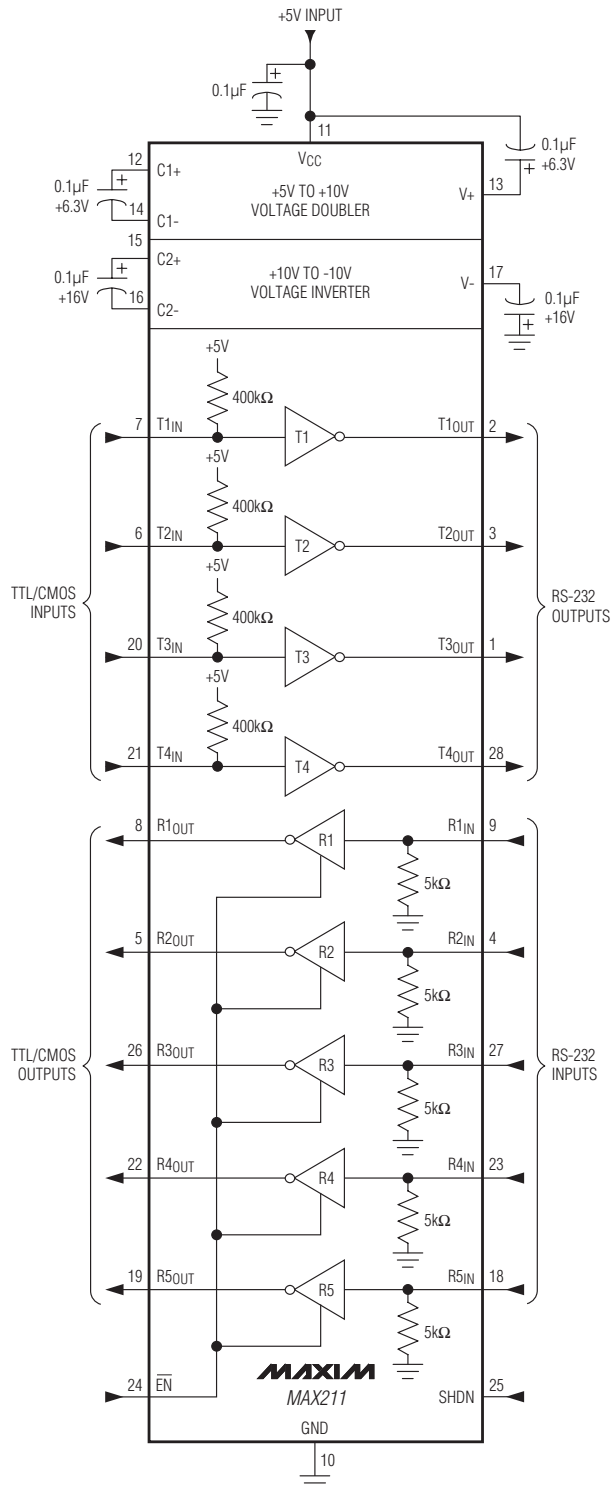 +5V INPUT
0.1µF
+
11
VCC
12
C1+
+
0.1µF
+6.3V
14
C1-
+5V TO +10V
VOLTAGE DOUBLER
13
V+
0.1µF
+6.3V
+
15
C2+
+
0.1µF
+16V
16
C2-
+10V TO -10V
VOLTAGE INVERTER
17
V-
0.1µF
+16V
+
+5V
400kΩ
7 T1IN T1 T1OUT 2
+5V
400kΩ
6 T2IN T2 T2OUT 3
TTL/CMOS
INPUTS
RS-232
OUTPUTS
+5V
400kΩ
20 T3IN T3 T3OUT 1
+5V
400kΩ
21 T4IN T4 T4OUT 28
8 R1OUT R1 R1IN 9
5kΩ
5 R2OUT R2 R2IN 4
5kΩ
TTL/CMOS
OUTPUTS
RS-232
INPUTS
26 R3OUT R3 R3IN 27
5kΩ
22 R4OUT R4 R4IN 23
5kΩ
19 R5OUT R5 R5IN 18
5kΩ
MAXIM
MAX211
24 EN
SHDN 25
GND
10